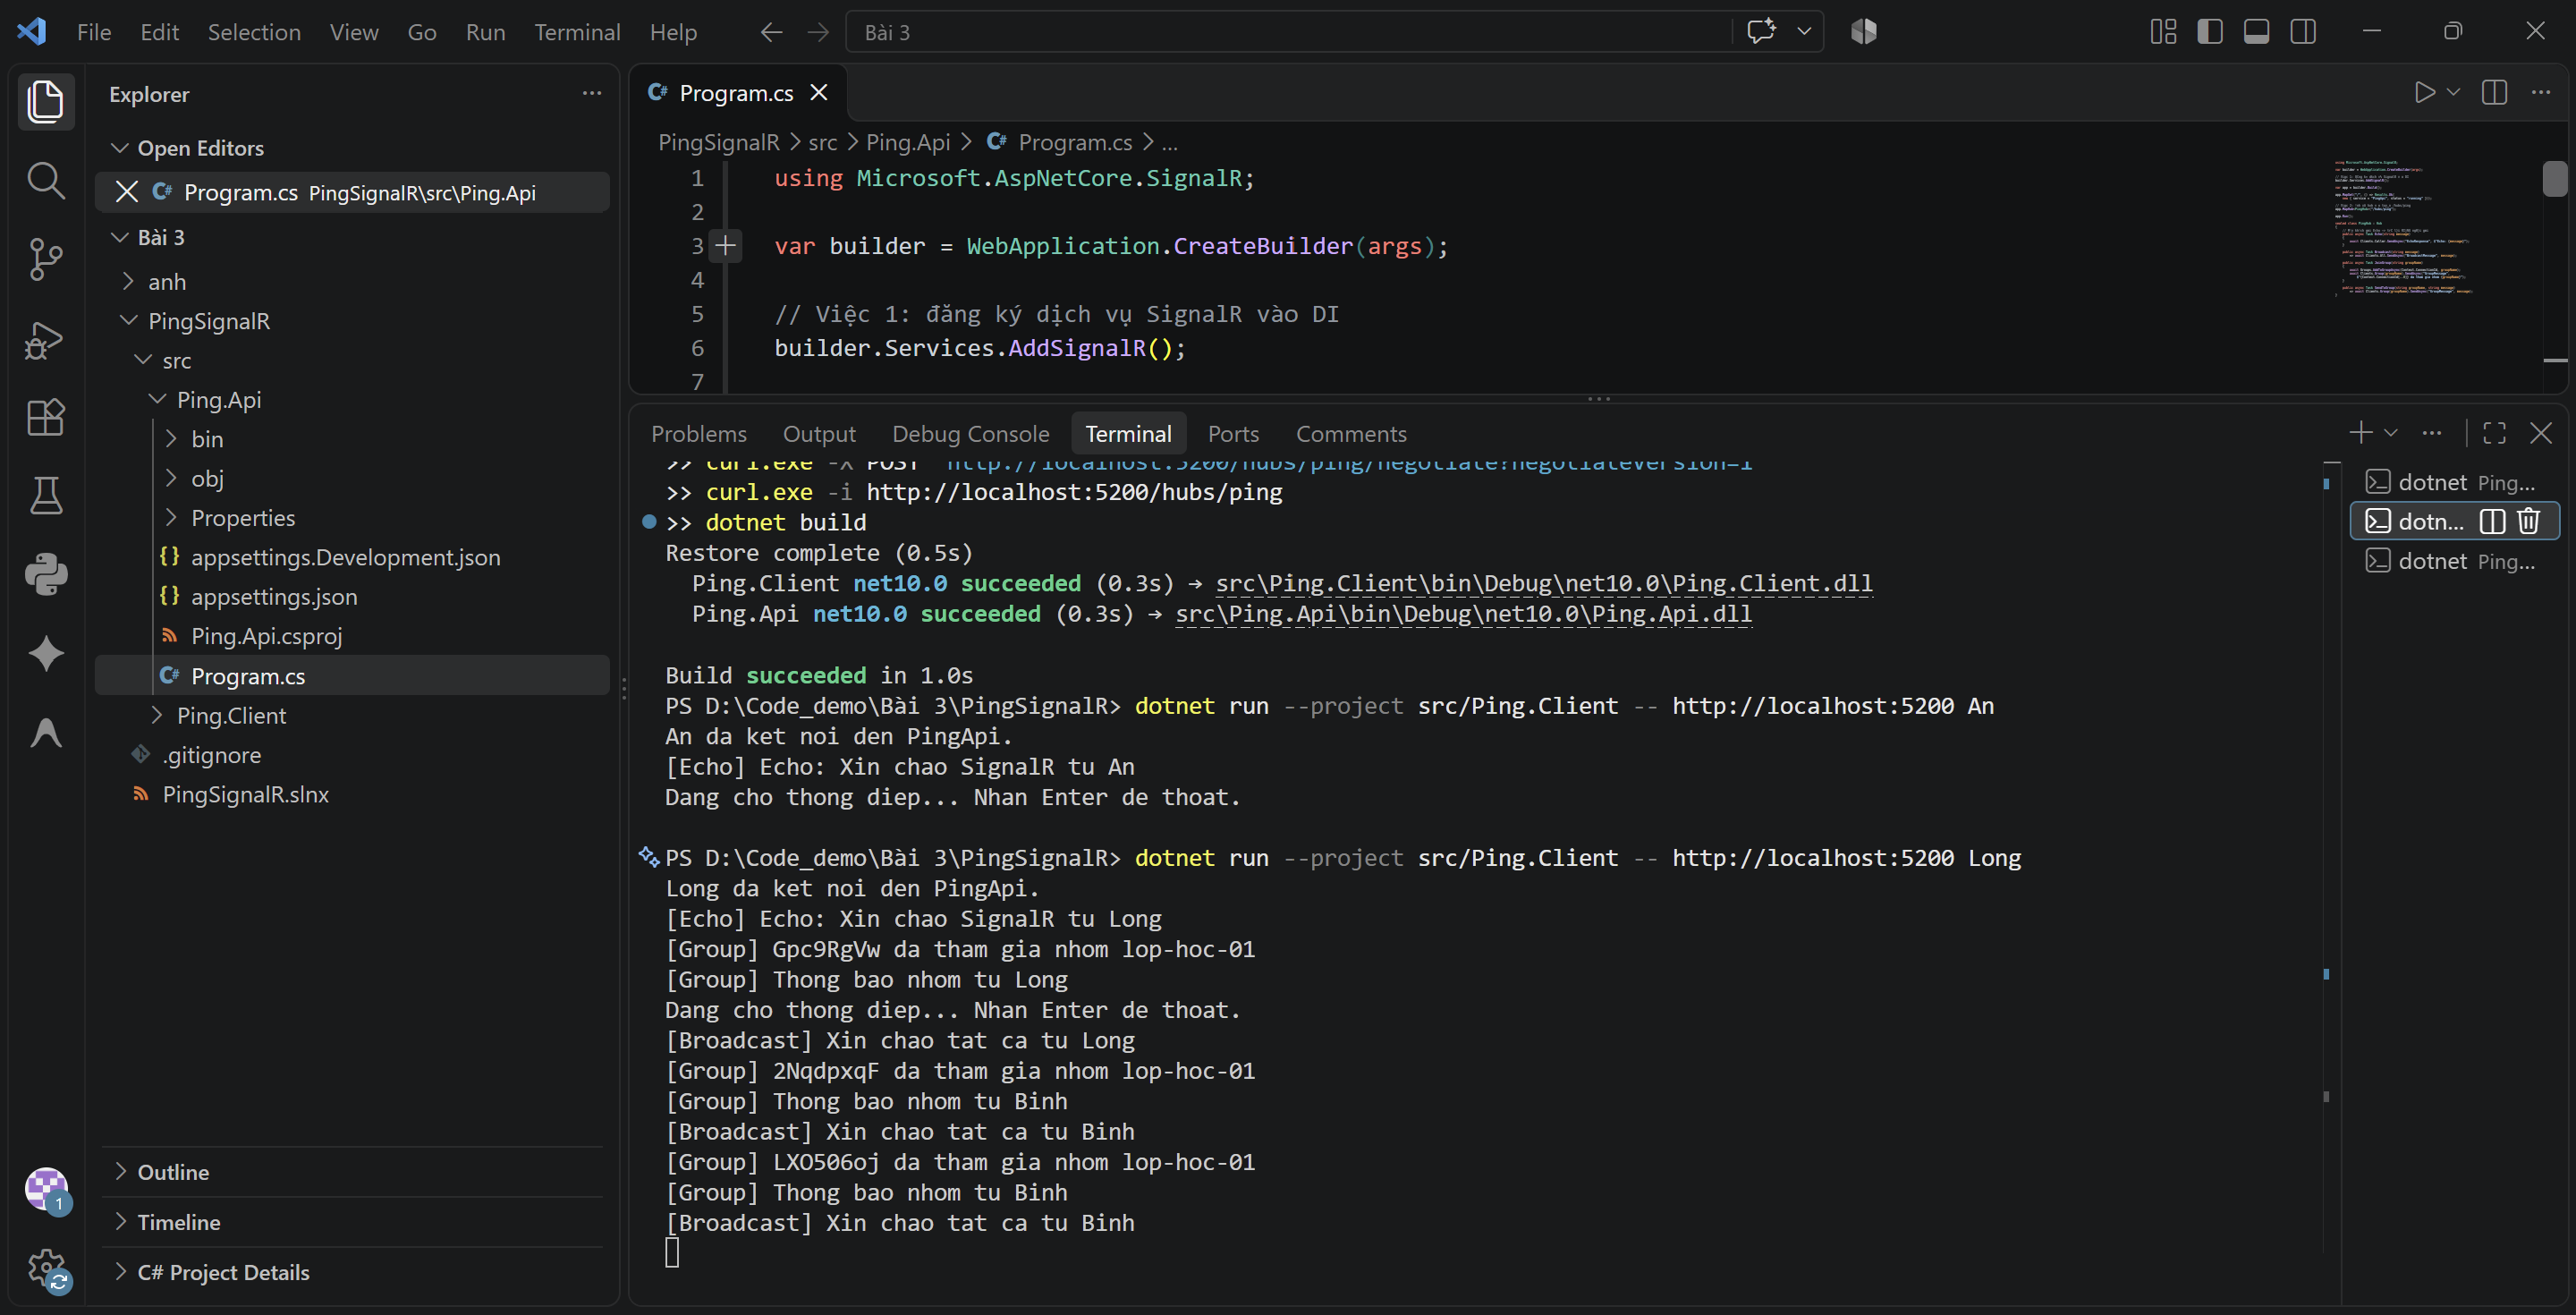 File Edit Selection View Go Run Terminal Help
Bài 3
Explorer
Open Editors
Program.cs PingSignalR\src\Ping.Api
Bài 3
anh
PingSignalR
src
Ping.Api
bin
obj
Properties
{} appsettings.Development.json
{} appsettings.json
Ping.Api.csproj
C# Program.cs
Ping.Client
.gitignore
PingSignalR.slnx
Outline
Timeline
C# Project Details
1
C# Program.cs
PingSignalR > src > Ping.Api > C# Program.cs > ...
1 using Microsoft.AspNetCore.SignalR;
2
3 var builder = WebApplication.CreateBuilder(args);
4
5 // Việc 1: đăng ký dịch vụ SignalR vào DI
6 builder.Services.AddSignalR();
7
Problems Output Debug Console Terminal Ports Comments
>> curl.exe -X POST "http://localhost:5200/hubs/ping/negotiate?negotiateVersion=1"
>> curl.exe -i http://localhost:5200/hubs/ping
>> dotnet build
Restore complete (0.5s)
Ping.Client net10.0 succeeded (0.3s) → src\Ping.Client\bin\Debug\net10.0\Ping.Client.dll
Ping.Api net10.0 succeeded (0.3s) → src\Ping.Api\bin\Debug\net10.0\Ping.Api.dll
Build succeeded in 1.0s
PS D:\Code_demo\Bài 3\PingSignalR> dotnet run --project src/Ping.Client -- http://localhost:5200 An
An da ket noi den PingApi.
[Echo] Echo: Xin chao SignalR tu An
Dang cho thong diep... Nhan Enter de thoat.
PS D:\Code_demo\Bài 3\PingSignalR> dotnet run --project src/Ping.Client -- http://localhost:5200 Long
Long da ket noi den PingApi.
[Echo] Echo: Xin chao SignalR tu Long
[Group] Gpc9RgVw da tham gia nhom lop-hoc-01
[Group] Thong bao nhom tu Long
Dang cho thong diep... Nhan Enter de thoat.
[Broadcast] Xin chao tat ca tu Long
[Group] 2NqdpxqF da tham gia nhom lop-hoc-01
[Group] Thong bao nhom tu Binh
[Broadcast] Xin chao tat ca tu Binh
[Group] LXO506oj da tham gia nhom lop-hoc-01
[Group] Thong bao nhom tu Binh
[Broadcast] Xin chao tat ca tu Binh
dotnet Ping...
dotn...
dotnet Ping...